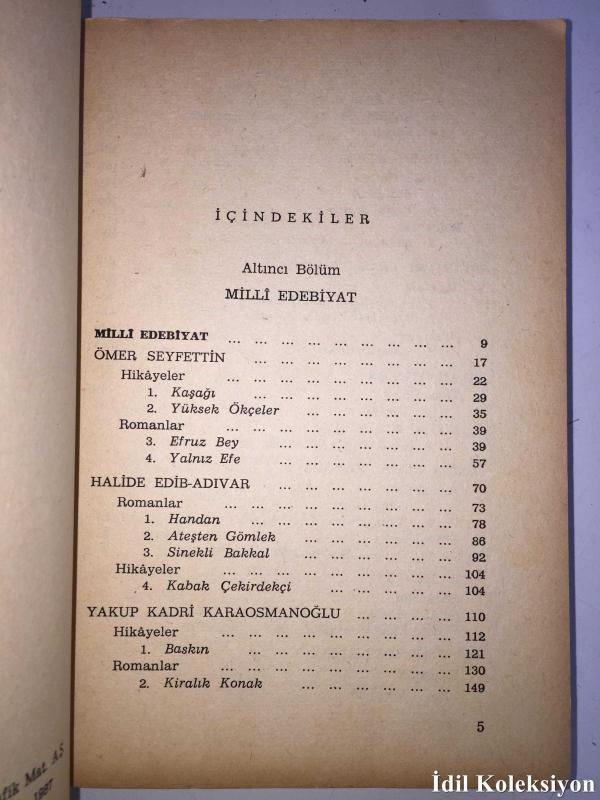 İÇİNDEKİLER
Altıncı Bölüm
MİLLÎ EDEBİYAT
MİLLÎ EDEBİYAT ... ... ... ... ... ... ... ... ... 9
ÖMER SEYFETTİN ... ... ... ... ... ... ... ... 17
Hikâyeler ... ... ... ... ... ... ... ... ... 22
1. Kaşağı ... ... ... ... ... ... ... ... 29
2. Yüksek Ökçeler ... ... ... ... ... ... 35
Romanlar ... ... ... ... ... ... ... ... ... 39
3. Efruz Bey ... ... ... ... ... ... ... 39
4. Yalnız Efe ... ... ... ... ... ... ... 57
HALİDE EDİB-ADIVAR ... ... ... ... ... ... ... 70
Romanlar ... ... ... ... ... ... ... ... ... 73
1. Handan ... ... ... ... ... ... ... ... 78
2. Ateşten Gömlek ... ... ... ... ... ... 86
3. Sinekli Bakkal ... ... ... ... ... ... 92
Hikâyeler ... ... ... ... ... ... ... ... ... 104
4. Kabak Çekirdekçi ... ... ... ... ... 104
YAKUP KADRİ KARAOSMANOĞLU ... ... ... ... 110
Hikâyeler ... ... ... ... ... ... ... ... ... 112
1. Baskın ... ... ... ... ... ... ... ... 121
Romanlar ... ... ... ... ... ... ... ... ... 130
2. Kiralık Konak ... ... ... ... ... ... 149
5
Mat. AŞ
1987
İdil Koleksiyon